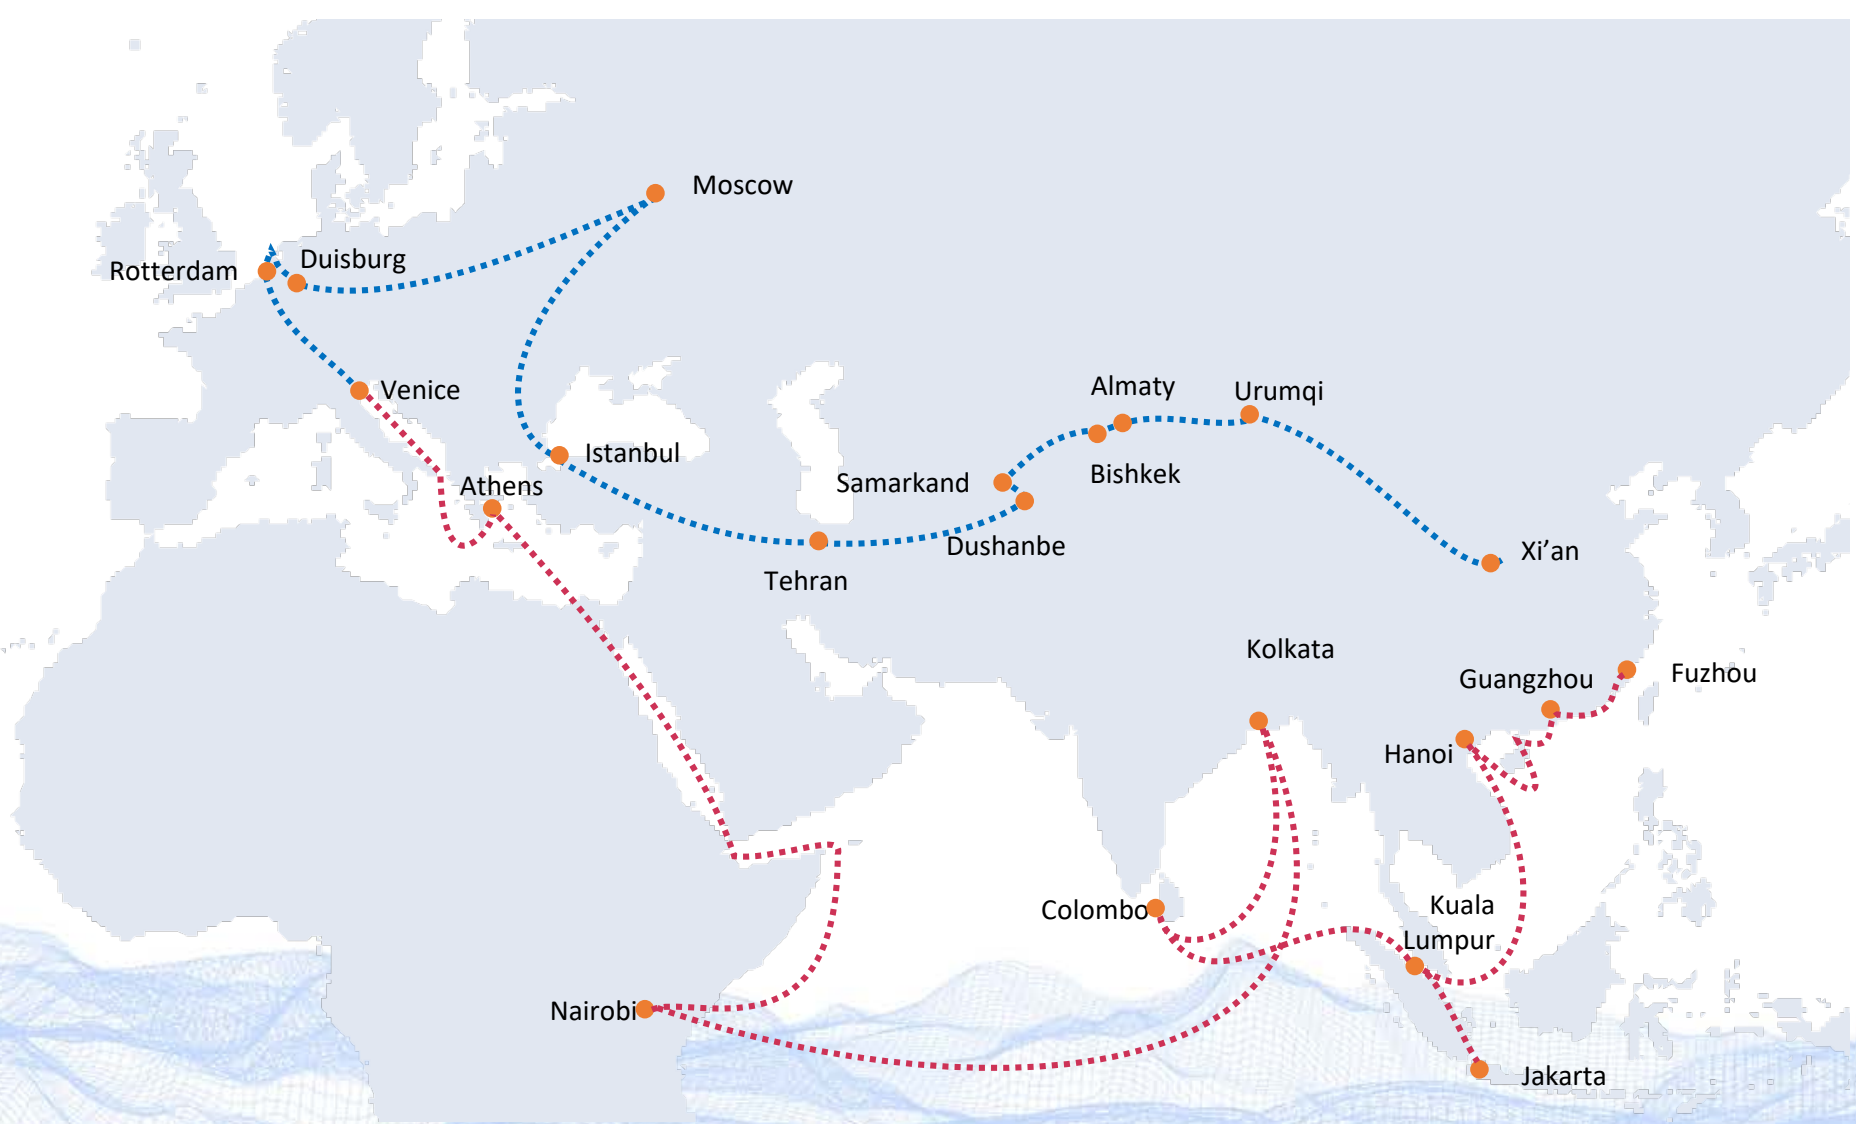 Moscow
Duisburg
Rotterdam
Venice
Almaty
Urumqi
Istanbul
Bishkek
Samarkand
Athens
Dushanbe
Xi’an
Tehran
Kolkata
Guangzhou
Fuzhou
Hanoi
Colombo
Kuala
Lumpur
Nairobi
Jakarta